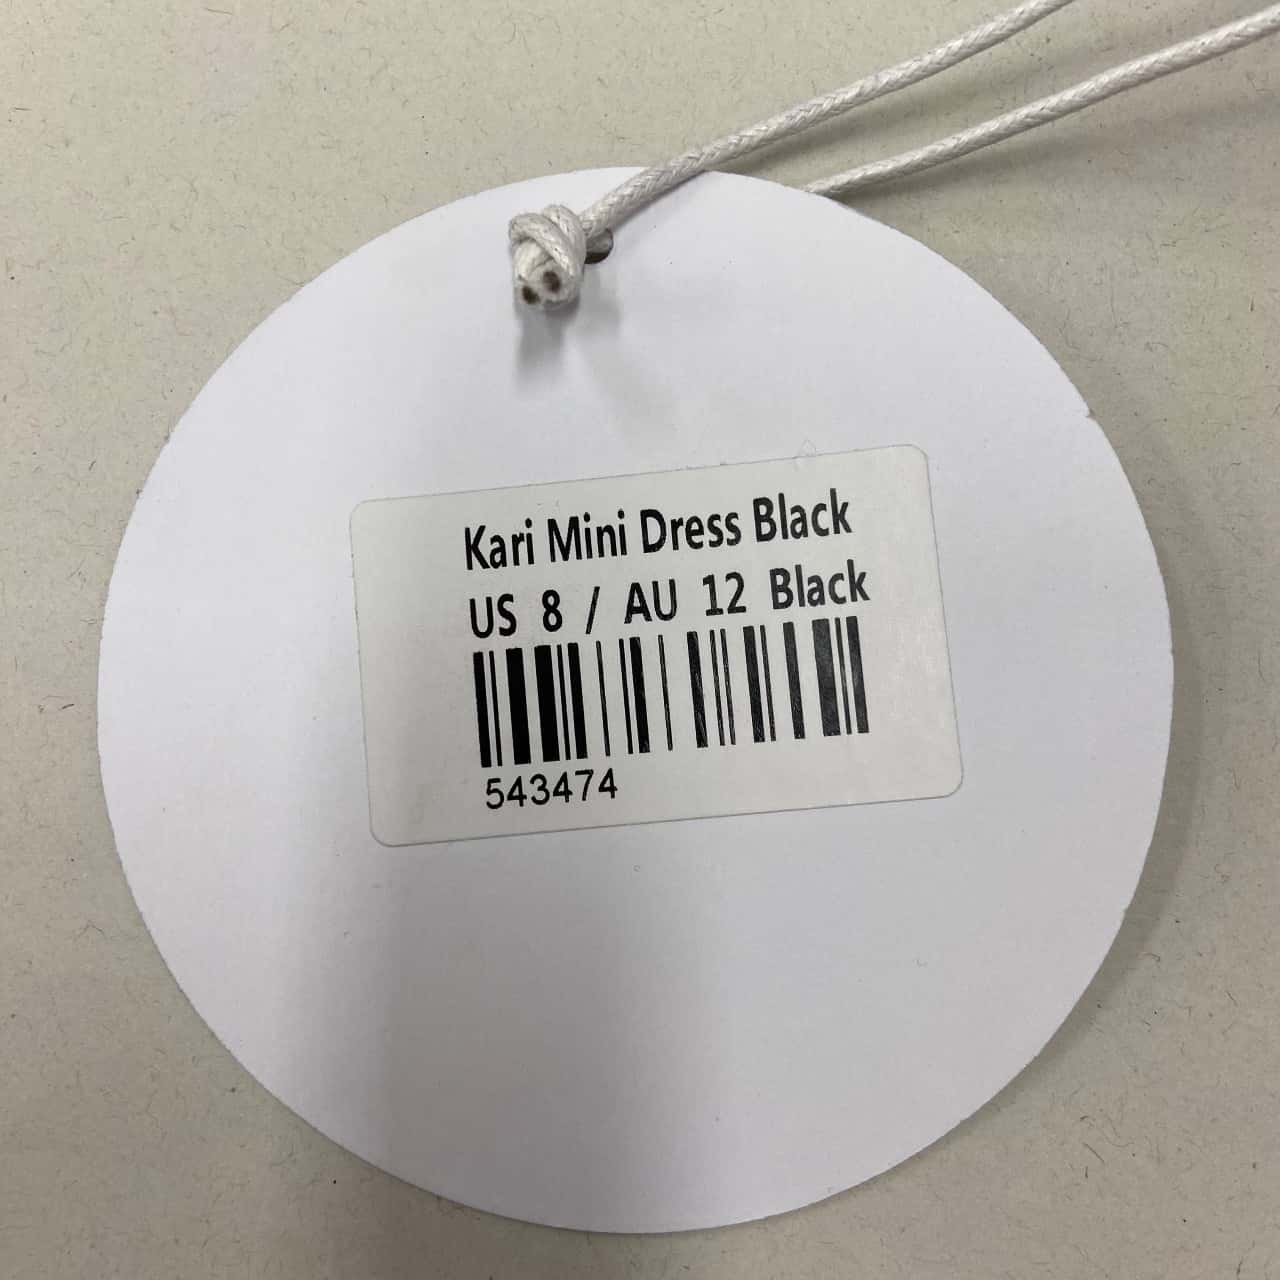 Kari Mini Dress Black
US 8 / AU 12 Black
543474